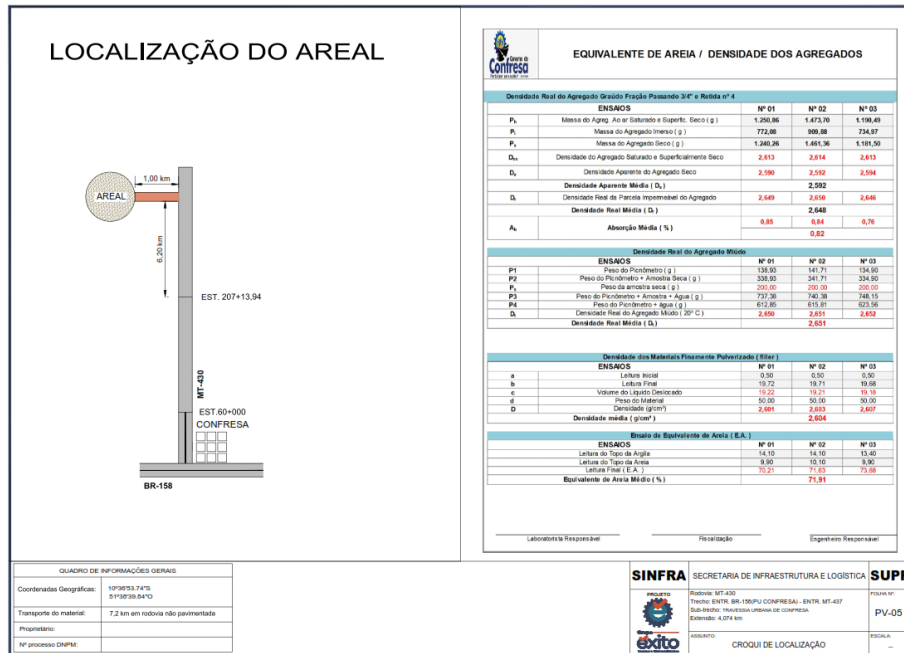 LOCALIZAÇÃO DO AREAL
1,00 km
AREAL
6,20 km
EST. 207+13,94
MT-430
EST.60+000
CONFRESA
BR-158
Confresa
EQUIVALENTE DE AREIA / DENSIDADE DOS AGREGADOS
Densidade Real do Agregado Graúdo Fração Passando 3/4" e Retida nº 4
ENSAIOS Nº 01 Nº 02 Nº 03
Ph Massa do Agreg. Ao ar Saturado e Superfic. Seco ( g ) 1.250,86 1.473,70 1.190,49
Pi Massa do Agregado Imerso ( g ) 772,08 909,88 734,97
Ps Massa do Agregado Seco ( g ) 1.240,26 1.461,36 1.181,50
Densidade do Agregado Saturado e Superficialmente Seco 2,613 2,614 2,613
Da Densidade Aparente do Agregado Seco 2,590 2,592 2,594
Densidade Aparente Média ( Da ) 2,592
Dr Densidade Real da Parcela Impermeável do Agregado 2,649 2,650 2,646
Densidade Real Média ( Dr ) 2,648
Ab Absorção Média ( % ) 0,85 0,84 0,76
0,82
Densidade Real do Agregado Miúdo
ENSAIOS Nº 01 Nº 02 Nº 03
P1 Peso do Picnômetro ( g ) 138,93 141,71 134,90
P2 Peso do Picnômetro + Amostra Seca ( g ) 338,93 341,71 334,90
Ps Peso da amostra seca ( g ) 200,00 200,00 200,00
P3 Peso do Picnômetro + Amostra + Água ( g ) 737,38 740,38 748,15
P4 Peso do Picnômetro + água ( g ) 612,85 615,81 623,56
Dr Densidade Real do Agregado Miúdo ( 20° C ) 2,650 2,651 2,652
Densidade Real Média ( Dr ) 2,651
Densidade dos Materiais Finamente Pulverizado ( filler )
ENSAIOS Nº 01 Nº 02 Nº 03
a Leitura Inicial 0,50 0,50 0,50
b Leitura Final 19,72 19,71 19,68
c Volume do Líquido Deslocado 19,22 19,21 19,18
d Peso do Material 50,00 50,00 50,00
D Densidade (g/cm³) 2,601 2,603 2,607
Densidade média ( g/cm³ ) 2,604
Ensaio de Equivalente de Areia ( E.A. )
ENSAIOS Nº 01 Nº 02 Nº 03
Leitura do Topo da Argila 14,10 14,10 13,40
Leitura do Topo da Areia 9,90 10,10 9,90
Leitura Final ( E.A. ) 70,21 71,63 73,88
Equivalente de Areia Médio ( % ) 71,91
Laboratorista Responsável Fiscalização Engenheiro Responsável
QUADRO DE INFORMAÇÕES GERAIS
Coordenadas Geográficas: 10º36'53.74"S
51º36'39.64"O
Transporte do material: 7,2 km em rodovia não pavimentada
Proprietário:
Nº processo DNPM:
SINFRA SECRETARIA DE INFRAESTRUTURA E LOGÍSTICA SUPE
PROJETO
Grupo
êxito
Rodovia: MT-430
Trecho: ENTR. BR-158(PU CONFRESA) - ENTR. MT-437
Sub-trecho: TRAVESSIA URBANA DE CONFRESA
Extensão: 4,074 km
FOLHA Nº:
PV-05
ASSUNTO:
CROQUI DE LOCALIZAÇÃO
ESCALA:
--